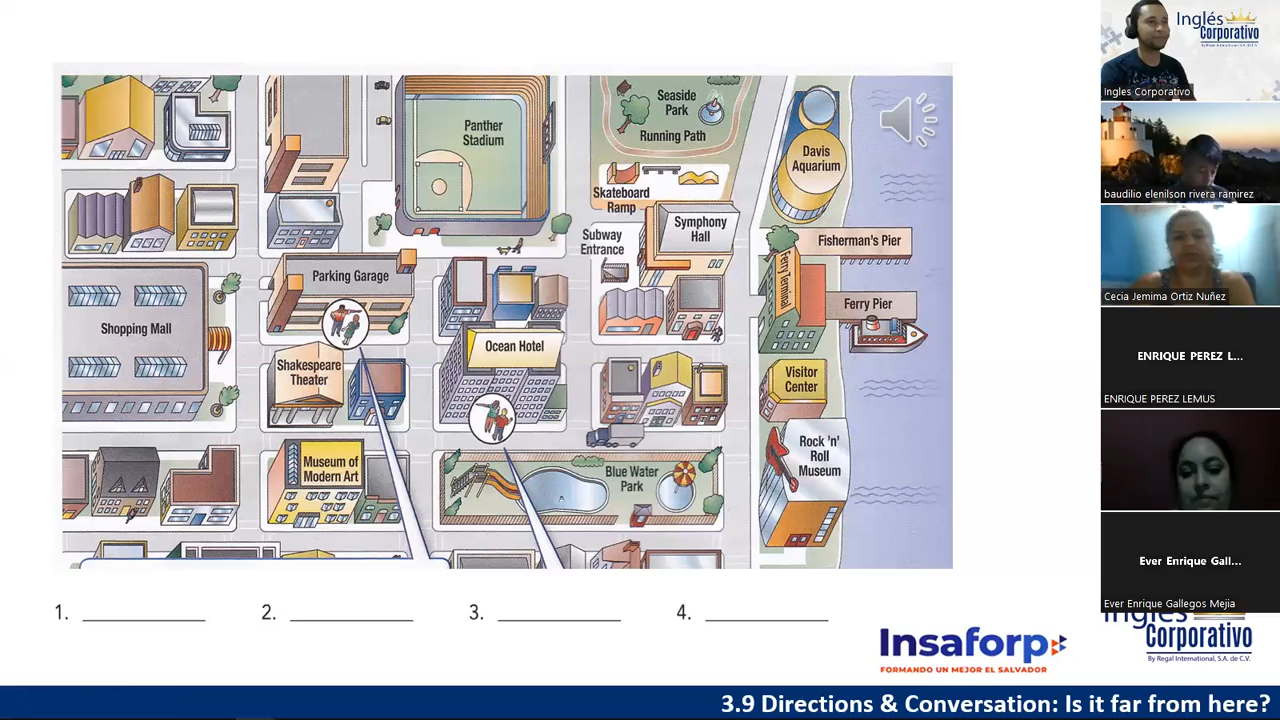 Panther
Stadium
Seaside
Park
Running Path
Davis
Aquarium
Skateboard
Ramp
Subway
Entrance
Symphony
Hall
Fisherman's Pier
Parking Garage
Ferry Terminal
Ferry Pier
Shopping Mall
Ocean Hotel
Shakespeare
Theater
Visitor
Center
Museum of
Modern Art
Blue Water
Park
Rock 'n'
Roll
Museum
1. ____________ 2. ____________ 3. ____________ 4. ____________
Insaforp
FORMANDO UN MEJOR EL SALVADOR
Inglés
Corporativo
By Regal International, S.A. de C.V.
3.9 Directions & Conversation: Is it far from here?
Inglés
Corporativo
Ingles Corporativo
baudilio elenilson rivera ramirez
Cecia Jemima Ortiz Nuñez
ENRIQUE PEREZ L...
ENRIQUE PEREZ LEMUS
Ever Enrique Gall...
Ever Enrique Gallegos Mejia